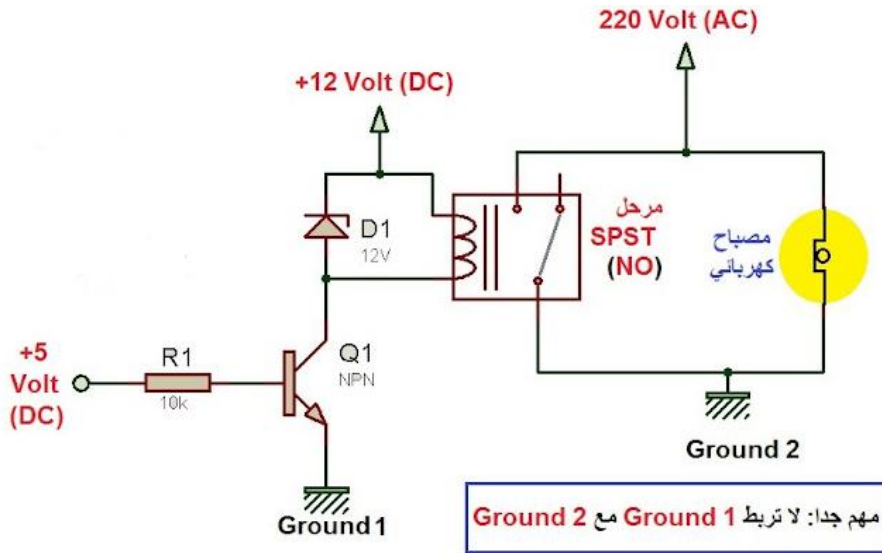 220 Volt (AC)
+12 Volt (DC)
D1
12V
مرحل
SPST
(NO)
مصباح
كهربائي
+5
Volt
(DC)
R1
10k
Q1
NPN
Ground 1
Ground 2
مهم جدا: لا تربط Ground 1 مع Ground 2